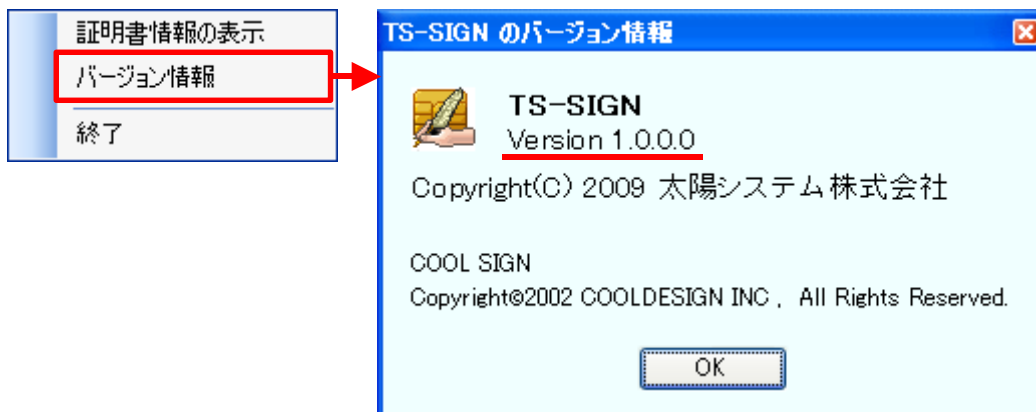 証明書情報の表示
バージョン情報
終了
TS-SIGN のバージョン情報
TS-SIGN
Version 1.0.0.0
Copyright(C) 2009 太陽システム株式会社
COOL SIGN
Copyright©2002 COOLDESIGN INC , All Rights Reserved.
OK